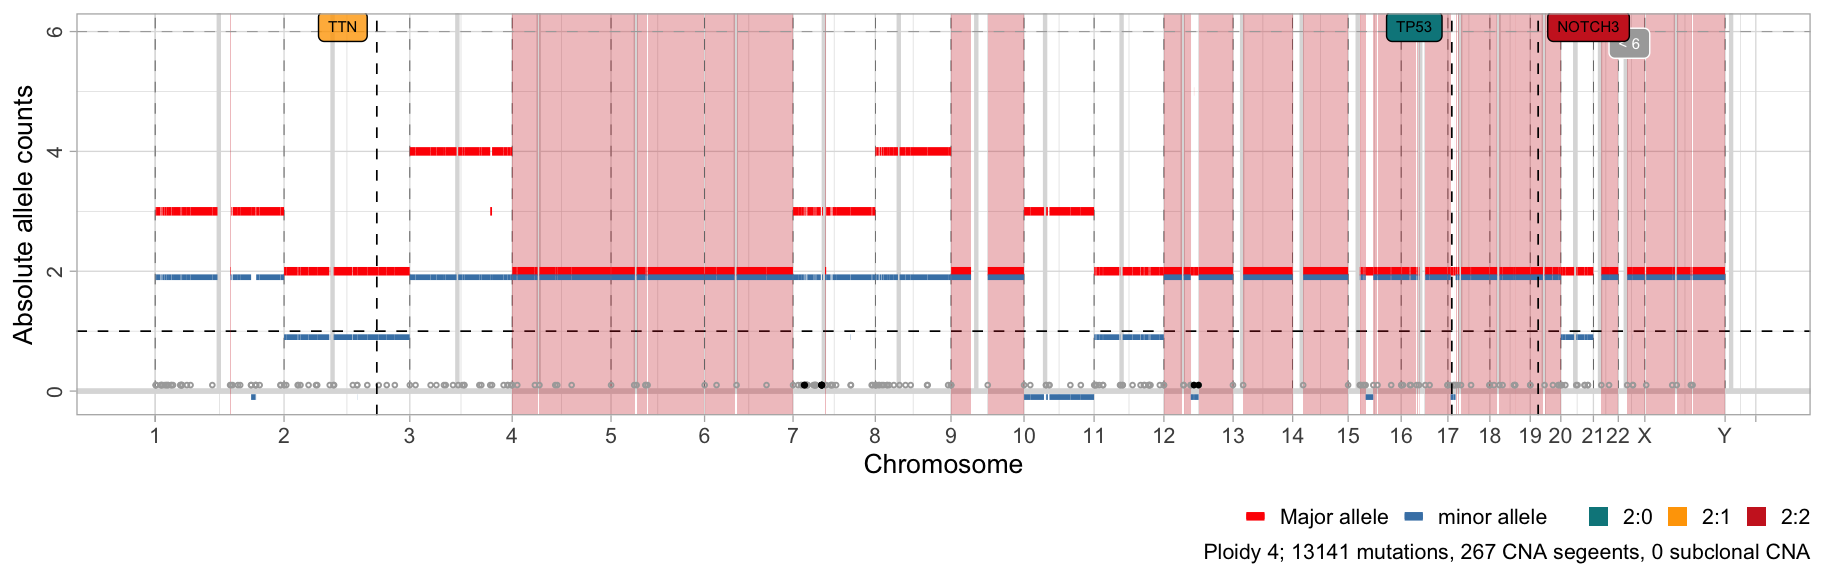 TTN
TP53
NOTCH3
< 6
Absolute allele counts
6
4
2
0
1 2 3 4 5 6 7 8 9 10 11 12 13 14 15 16 17 18 19 20 21 22 X Y
Chromosome
Major allele minor allele 2:0 2:1 2:2
Ploidy 4; 13141 mutations, 267 CNA segeents, 0 subclonal CNA